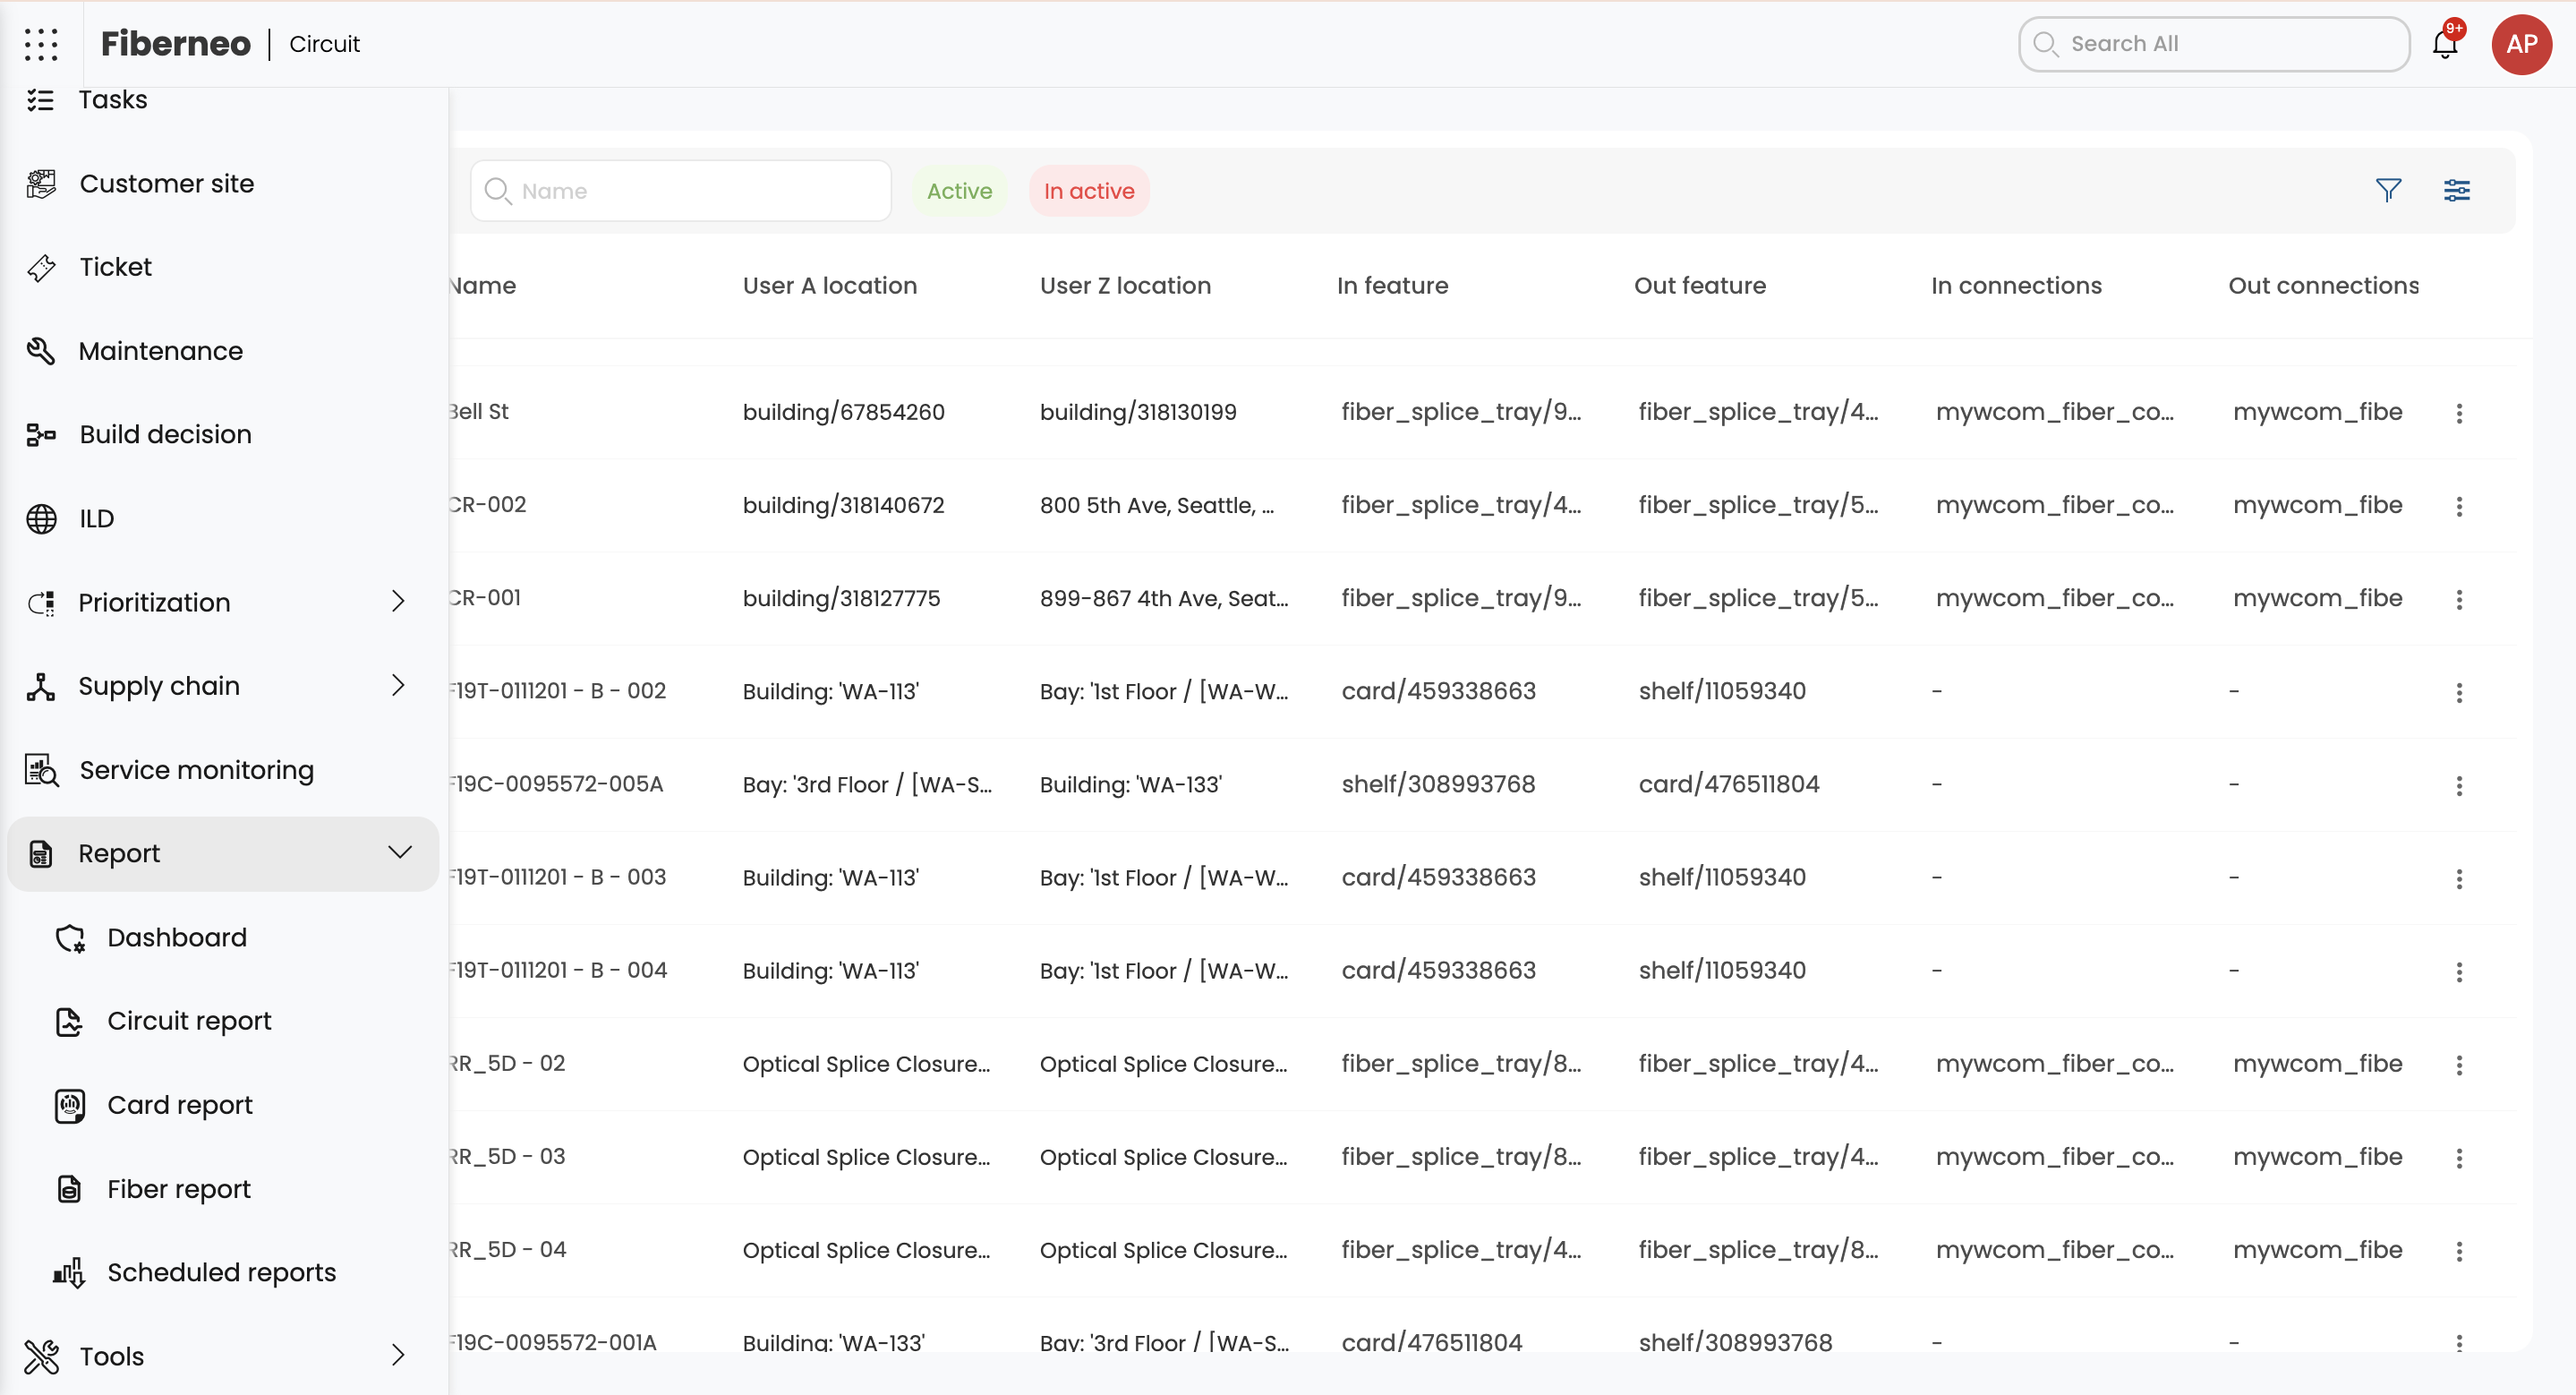 Fiberneo | Circuit
Search All
9+
AP
Tasks
Customer site
Ticket
Maintenance
Build decision
ILD
Prioritization
Supply chain
Service monitoring
Report
Dashboard
Circuit report
Card report
Fiber report
Scheduled reports
Tools
Name Active In active
Name User A location User Z location In feature Out feature In connections Out connections
Bell St building/67854260 building/318130199 fiber_splice_tray/9... fiber_splice_tray/4... mywcom_fiber_co... mywcom_fibe
CR-002 building/318140672 800 5th Ave, Seattle, ... fiber_splice_tray/4... fiber_splice_tray/5... mywcom_fiber_co... mywcom_fibe
CR-001 building/318127775 899-867 4th Ave, Seat... fiber_splice_tray/9... fiber_splice_tray/5... mywcom_fiber_co... mywcom_fibe
F19T-0111201 - B - 002 Building: 'WA-113' Bay: '1st Floor / [WA-W... card/459338663 shelf/11059340 - -
F19C-0095572-005A Bay: '3rd Floor / [WA-S... Building: 'WA-133' shelf/308993768 card/476511804 - -
F19T-0111201 - B - 003 Building: 'WA-113' Bay: '1st Floor / [WA-W... card/459338663 shelf/11059340 - -
F19T-0111201 - B - 004 Building: 'WA-113' Bay: '1st Floor / [WA-W... card/459338663 shelf/11059340 - -
RR_5D - 02 Optical Splice Closure... Optical Splice Closure... fiber_splice_tray/8... fiber_splice_tray/4... mywcom_fiber_co... mywcom_fibe
RR_5D - 03 Optical Splice Closure... Optical Splice Closure... fiber_splice_tray/8... fiber_splice_tray/4... mywcom_fiber_co... mywcom_fibe
RR_5D - 04 Optical Splice Closure... Optical Splice Closure... fiber_splice_tray/4... fiber_splice_tray/8... mywcom_fiber_co... mywcom_fibe
F19C-0095572-001A Building: 'WA-133' Bay: '3rd Floor / [WA-S... card/476511804 shelf/308993768 - -